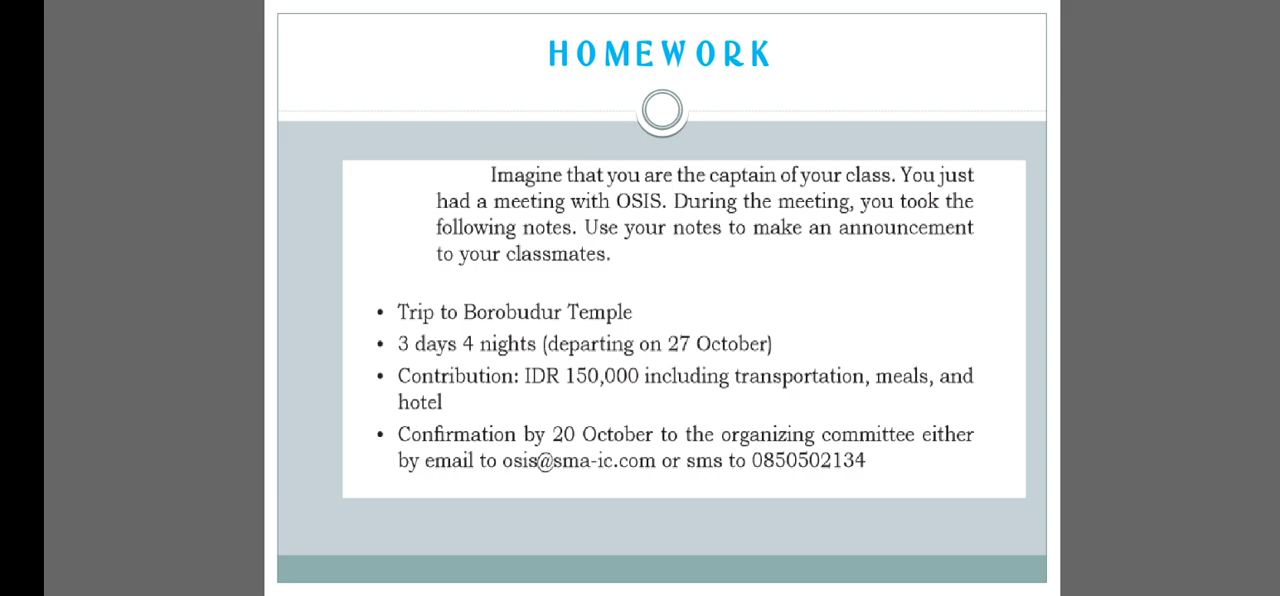 HOMEWORK
Imagine that you are the captain of your class. You just
had a meeting with OSIS. During the meeting, you took the
following notes. Use your notes to make an announcement
to your classmates.
• Trip to Borobudur Temple
• 3 days 4 nights (departing on 27 October)
• Contribution: IDR 150,000 including transportation, meals, and
hotel
• Confirmation by 20 October to the organizing committee either
by email to osis@sma-ic.com or sms to 0850502134